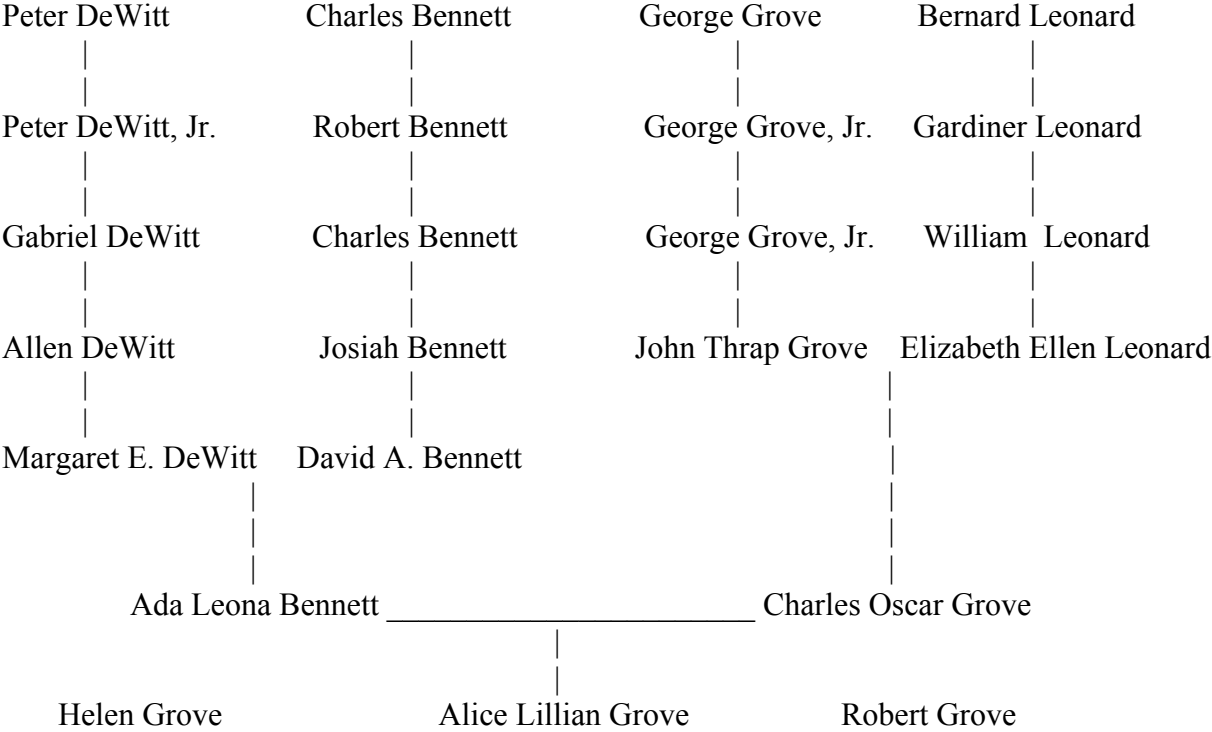 Peter DeWitt Charles Bennett George Grove Bernard Leonard
Peter DeWitt, Jr. Robert Bennett George Grove, Jr. Gardiner Leonard
Gabriel DeWitt Charles Bennett George Grove, Jr. William Leonard
Allen DeWitt Josiah Bennett John Thrap Grove Elizabeth Ellen Leonard
Margaret E. DeWitt David A. Bennett
Ada Leona Bennett Charles Oscar Grove
Helen Grove Alice Lillian Grove Robert Grove